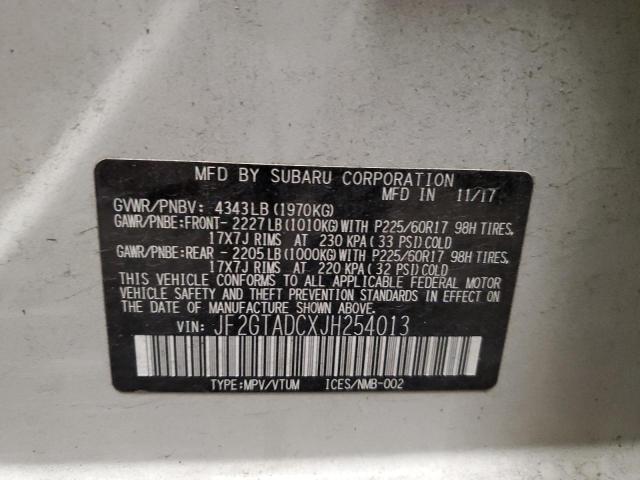 MFD BY SUBARU CORPORATION
MFD IN 11/17
GVWR/PNBV: 4343LB(1970KG)
GAWR/PNBE:FRONT- 2227LB(1010KG) WITH P225/60R17 98H TIRES,
17X7J RIMS AT 230 KPA(33 PSI)COLD
GAWR/PNBE:REAR - 2205LB(1000KG) WITH P225/60R17 98H TIRES,
17X7J RIMS AT 220 KPA(32 PSI)COLD
THIS VEHICLE CONFORMS TO ALL APPLICABLE FEDERAL MOTOR
VEHICLE SAFETY AND THEFT PREVENTION STANDARDS IN EFFECT ON
THE DATE OF MANUFACTURE SHOWN ABOVE.
VIN: JF2GTADCXJH254013
TYPE:MPV/VTUM ICES/NMB-002